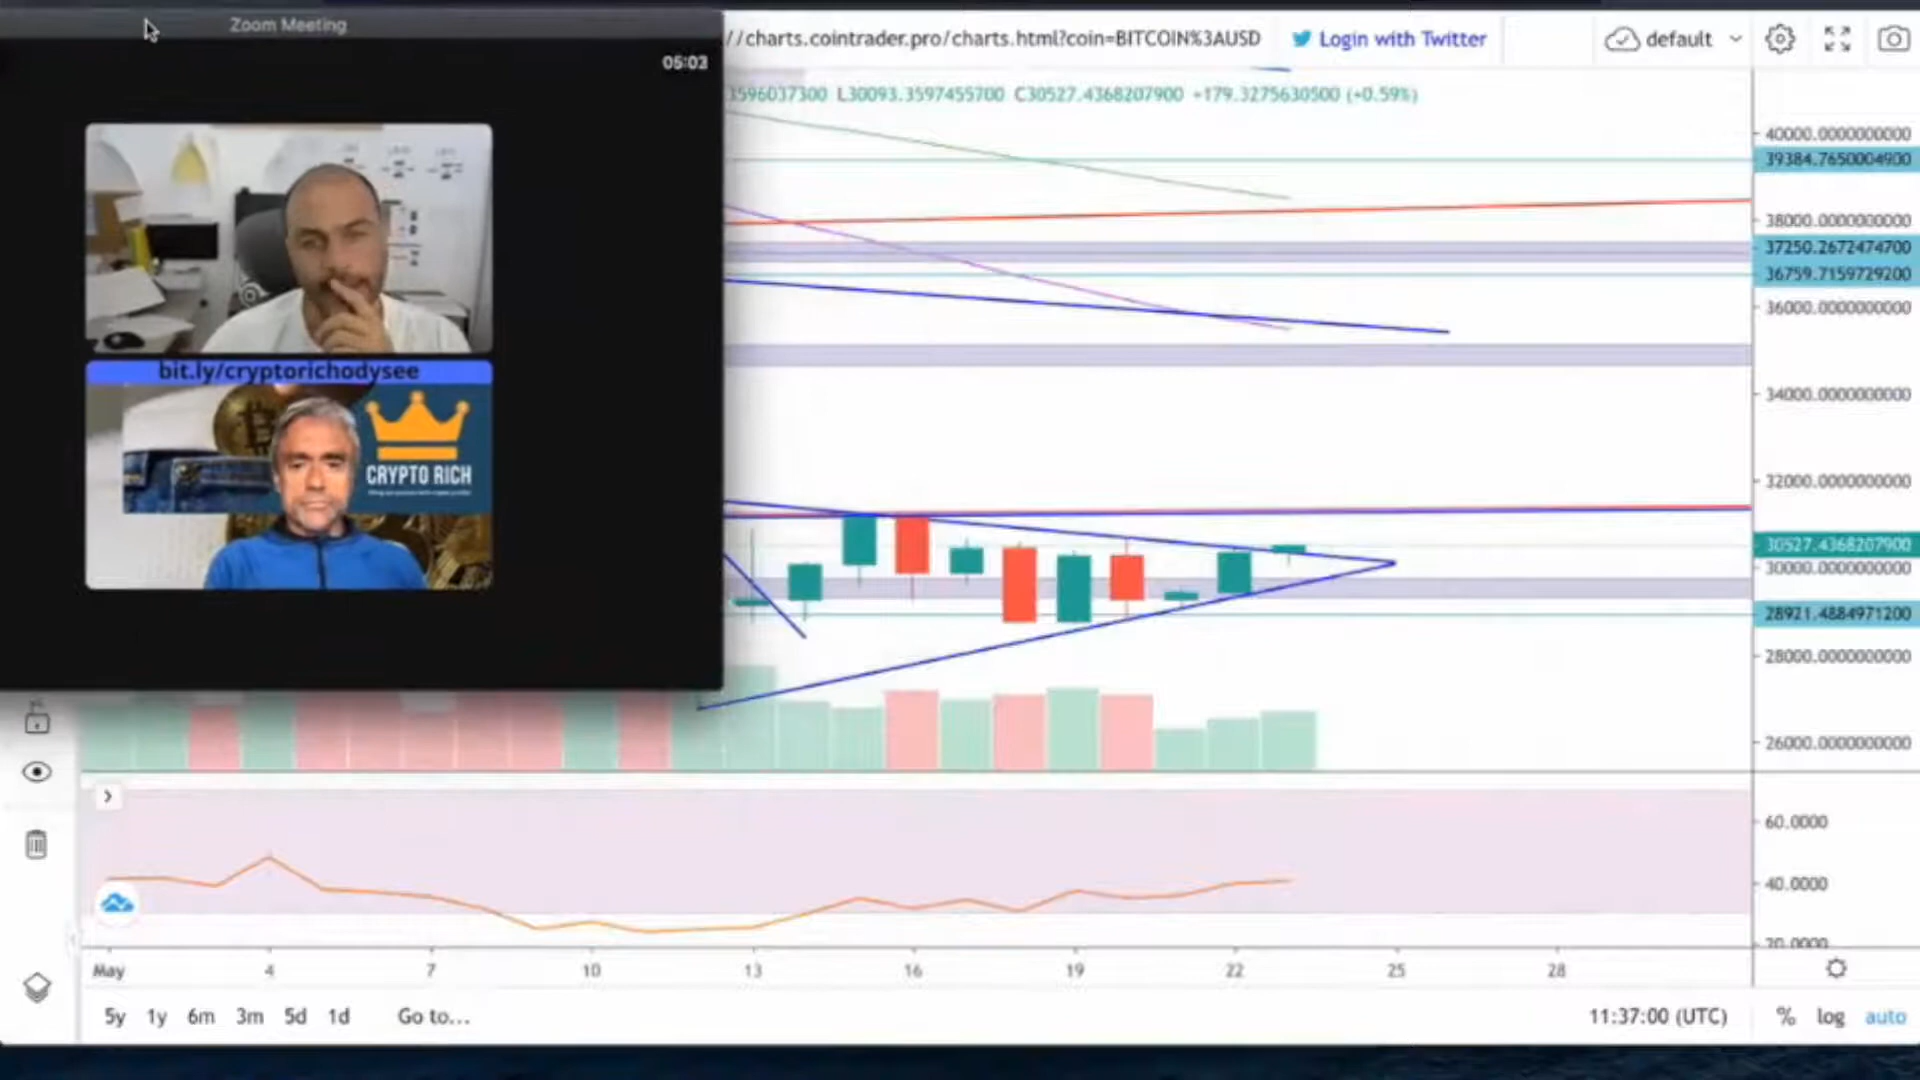 Zoom Meeting
05:03
//charts.cointrader.pro/charts.html?coin=BITCOIN%3AUSD
Login with Twitter
default
3596037300 L30093.3597455700 C30527.4368207900 +179.3275630500 (+0.59%)
bit.ly/cryptorichodysee
CRYPTO RICH
40000.0000000000
39384.7650004900
38000.0000000000
37250.2672474700
36759.7159729200
36000.0000000000
34000.0000000000
32000.0000000000
30527.4368207900
30000.0000000000
28921.4884971200
28000.0000000000
26000.0000000000
60.0000
40.0000
20.0000
May 4 7 10 13 16 19 22 25 28
5y 1y 6m 3m 5d 1d Go to... 11:37:00 (UTC) % log auto